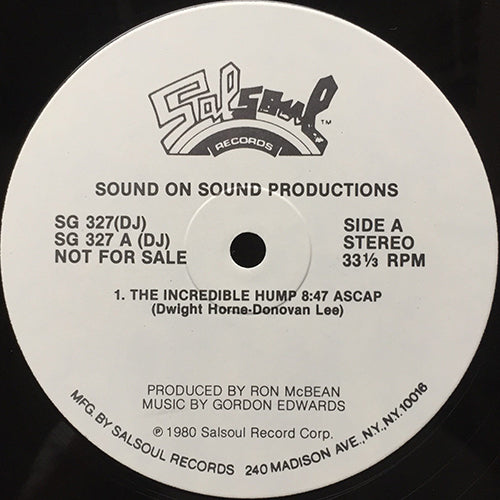 Salsoul™
RECORDS
SOUND ON SOUND PRODUCTIONS
SG 327(DJ) SIDE A
SG 327 A (DJ) STEREO
NOT FOR SALE 33⅓ RPM
1. THE INCREDIBLE HUMP 8:47 ASCAP
(Dwight Horne-Donovan Lee)
PRODUCED BY RON McBEAN
MUSIC BY GORDON EDWARDS
℗ 1980 Salsoul Record Corp.
MFG. BY SALSOUL RECORDS 240 MADISON AVE., N.Y., N.Y. 10016